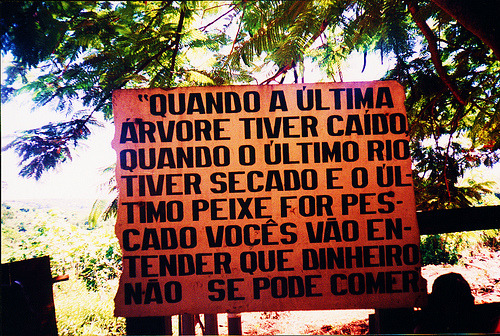 "QUANDO A ÚLTIMA
ÁRVORE TIVER CAÍDO,
QUANDO O ÚLTIMO RIO
TIVER SECADO E O ÚL-
TIMO PEIXE FOR PES-
CADO VOCÊS VÃO EN-
TENDER QUE DINHEIRO
NÃO SE PODE COMER